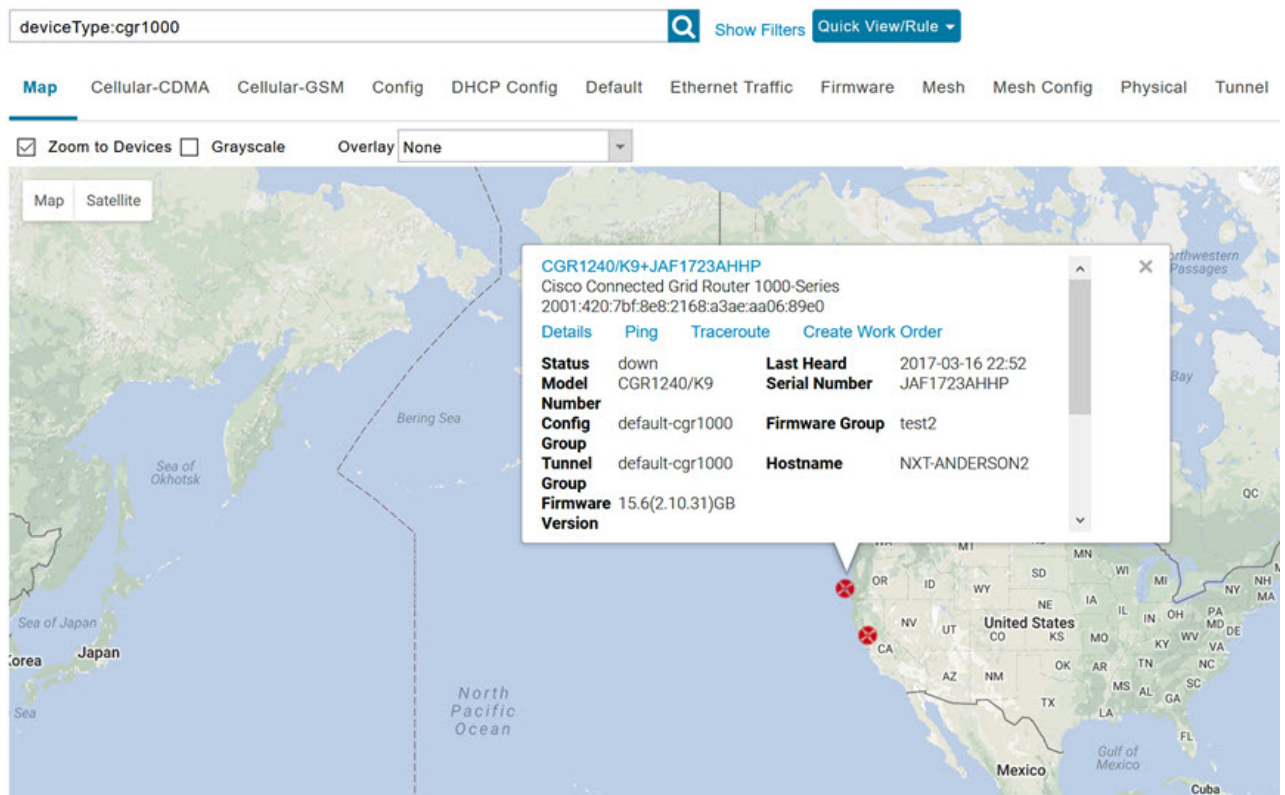 deviceType:cgr1000
Show Filters
Quick View/Rule
Map Cellular-CDMA Cellular-GSM Config DHCP Config Default Ethernet Traffic Firmware Mesh Mesh Config Physical Tunnel
Zoom to Devices Grayscale Overlay None
Map Satellite
CGR1240/K9+JAF1723AHHP
Cisco Connected Grid Router 1000-Series
2001:420:7bf:8e8:2168:a3ae:aa06:89e0
Details Ping Traceroute Create Work Order
Status down Last Heard 2017-03-16 22:52
Model Number CGR1240/K9 Serial Number JAF1723AHHP
Config Group default-cgr1000 Firmware Group test2
Tunnel Group default-cgr1000 Hostname NXT-ANDERSON2
Firmware Version 15.6(2.10.31)GB
Passages
Bay
Bering Sea
Sea of
Okhotsk
QC
WA MT MN
OR ID WY SD WI MI NY NH
MA
NE IA IL IN OH PA
NV UT United States MD DE
CO KS MO KY WV VA
CA OK AR TN NC
AZ NM MS AL GA SC
TX LA
FL
Sea of Japan
Japan
Sea
North
Pacific
Ocean
Gulf of
Mexico
Mexico
Cuba